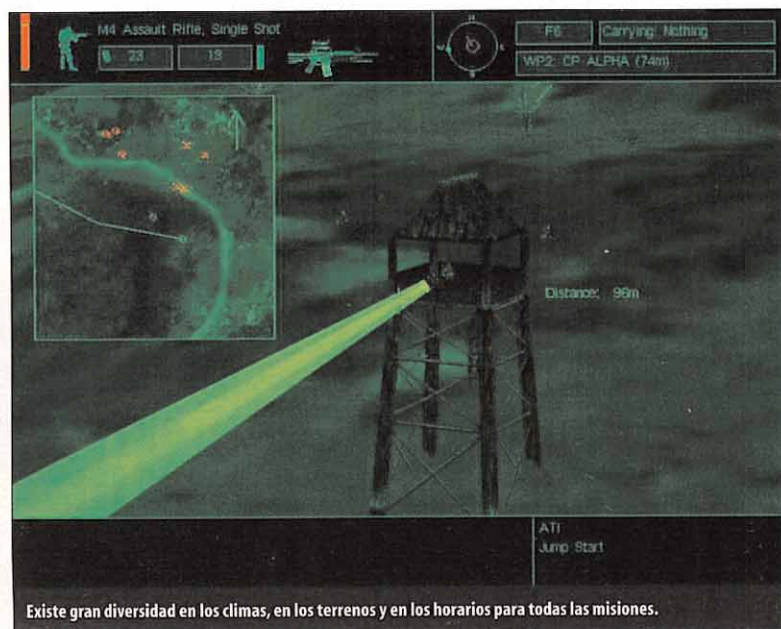 M4 Assault Rifle, Single Shot
23 19
F6 Carrying: Nothing
WP2: CP ALPHA (74m)
Distance: 96m
ATI
Jump Start
Existe gran diversidad en los climas, en los terrenos y en los horarios para todas las misiones.